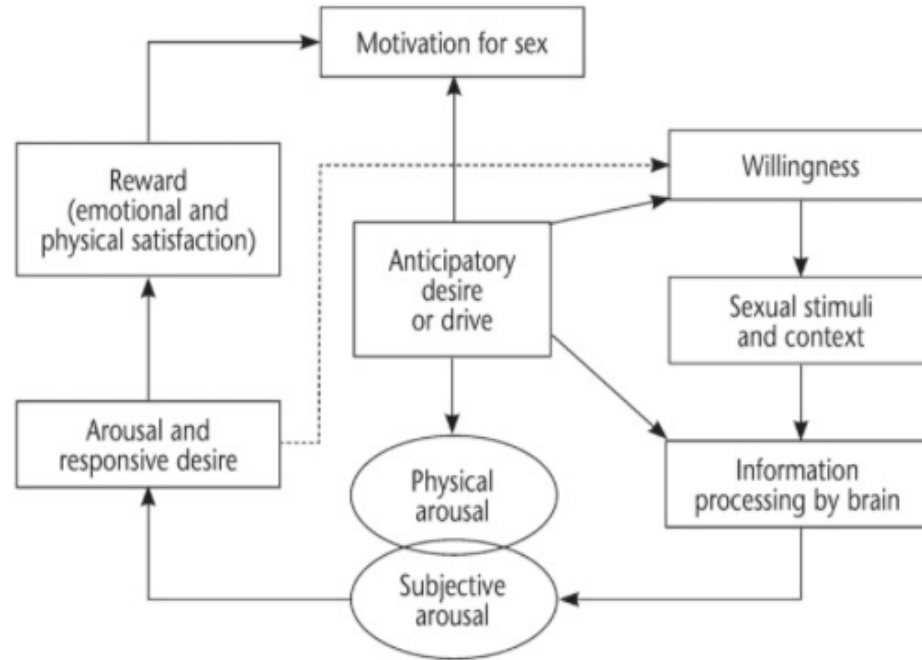 Motivation for sex
Reward
(emotional and
physical satisfaction)
Willingness
Anticipatory
desire
or drive
Sexual stimuli
and context
Arousal and
responsive desire
Physical
arousal
Information
processing by brain
Subjective
arousal